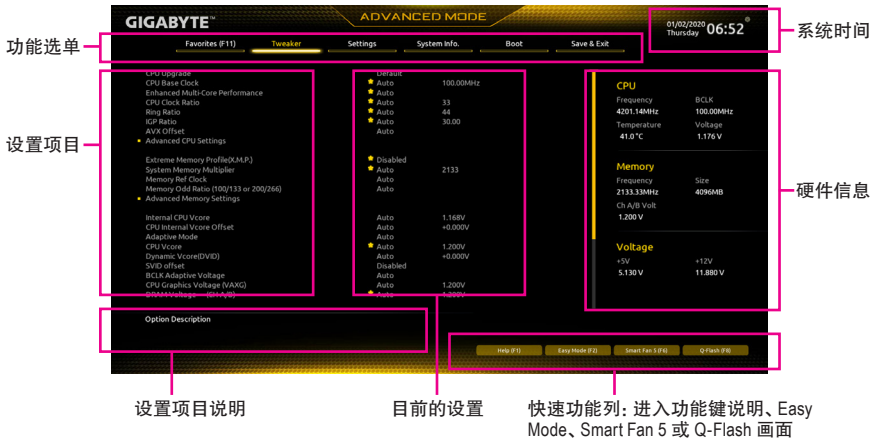 GIGABYTE™
ADVANCED MODE
01/02/2020
Thursday
06:52
系统时间
功能选单
Favorites (F11)
Tweaker
Settings
System Info.
Boot
Save & Exit
设置项目
CPU Upgrade Default
CPU Base Clock Auto 100.00MHz
Enhanced Multi-Core Performance Auto
CPU Clock Ratio Auto 33
Ring Ratio Auto 44
IGP Ratio Auto 30.00
AVX Offset Auto
Advanced CPU Settings
Extreme Memory Profile(X.M.P.) Disabled
System Memory Multiplier Auto 2133
Memory Ref Clock Auto
Memory Odd Ratio (100/133 or 200/266) Auto
Advanced Memory Settings
Internal CPU Vcore Auto 1.168V
CPU Internal Vcore Offset Auto +0.000V
Adaptive Mode Auto
CPU Vcore Auto 1.200V
Dynamic Vcore(DVID) Auto +0.000V
SVID offset Disabled
BCLK Adaptive Voltage Auto
CPU Graphics Voltage (VAXG) Auto 1.200V
DRAM Voltage (CH A/B) Auto 1.200V
CPU
Frequency BCLK
4201.14MHz 100.00MHz
Temperature Voltage
41.0 °C 1.176 V
Memory
Frequency Size
2133.33MHz 4096MB
Ch A/B Volt
1.200 V
Voltage
+5V +12V
5.130 V 11.880 V
硬件信息
Option Description
Help (F1)
Easy Mode (F2)
Smart Fan 5 (F6)
Q-Flash (F8)
设置项目说明
目前的设置
快速功能列: 进入功能键说明、Easy
Mode、Smart Fan 5 或 Q-Flash 画面